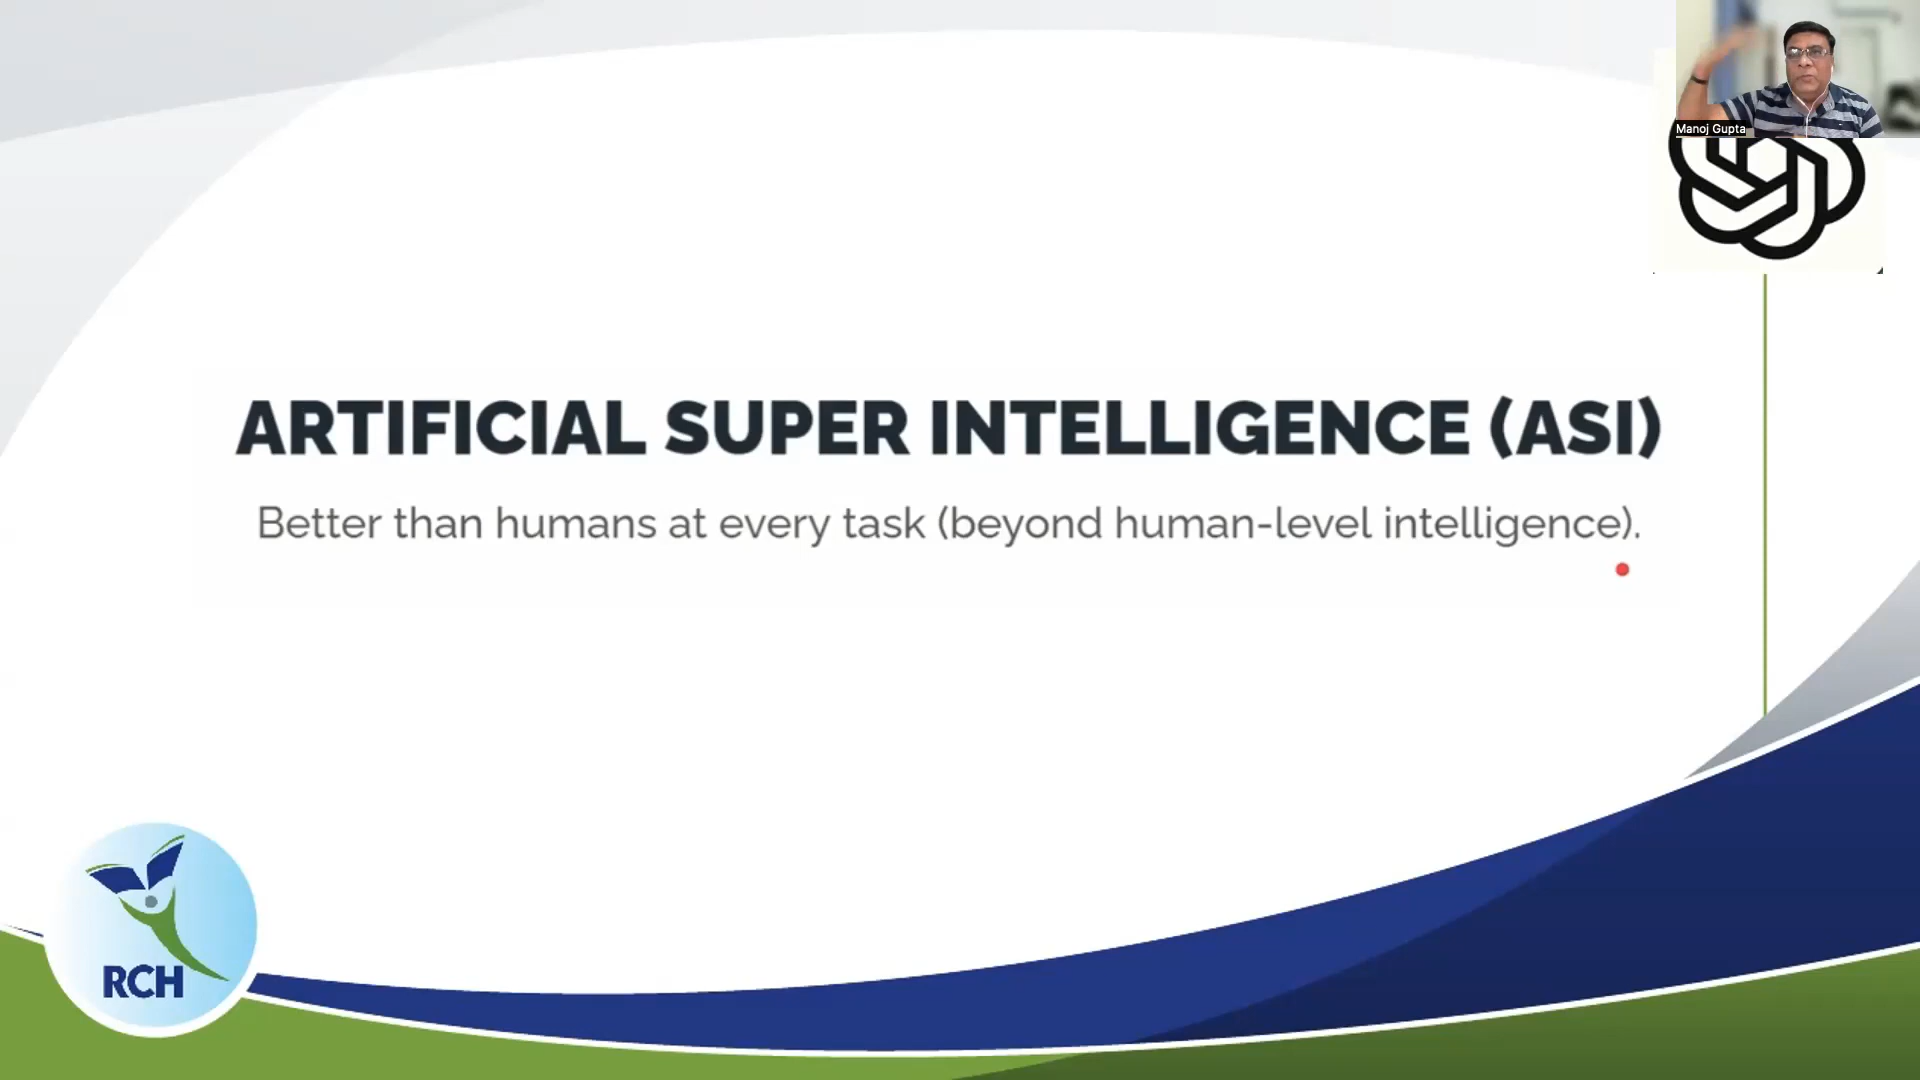 Manoj Gupta
ARTIFICIAL SUPER INTELLIGENCE (ASI)
Better than humans at every task (beyond human-level intelligence).
RCH